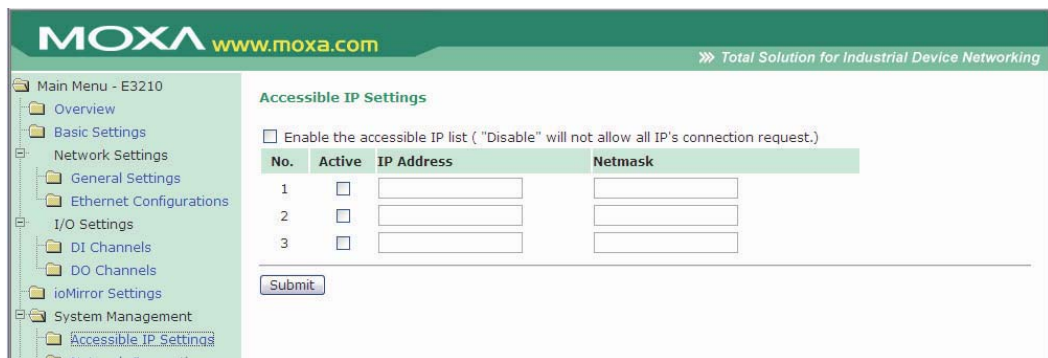 MOXA www.moxa.com
Total Solution for Industrial Device Networking
Main Menu - E3210
Overview
Basic Settings
Network Settings
General Settings
Ethernet Configurations
I/O Settings
DI Channels
DO Channels
ioMirror Settings
System Management
Accessible IP Settings
Accessible IP Settings
Enable the accessible IP list ( "Disable" will not allow all IP's connection request.)
No. Active IP Address Netmask
1
2
3
Submit